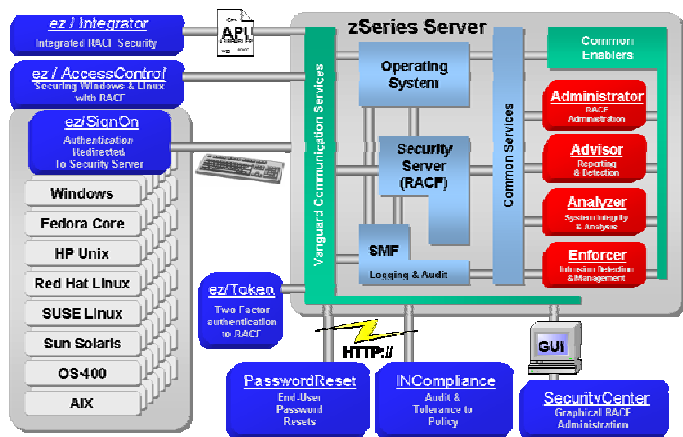 ez / Integrator
Integrated RACF Security
API
zSeries Server
Common
Enablers
Operating
System
ez / AccessControl
Securing Windows & Linux
with RACF
Administrator
RACF
Administration
ez/SignOn
Authentication
Redirected
To Security Server
Vanguard Communication Services
Security
Server
(RACF)
Common Services
Advisor
Reporting
& Detection
Windows
Fedora Core
HP Unix
Red Hat Linux
SUSE Linux
Sun Solaris
OS400
AIX
Analyzer
System Integrity
& Analysis
SMF
Logging & Audit
Enforcer
Intrusion Detection
& Management
ez/Token
Two Factor
authentication
to RACF
HTTP://
GUI
PasswordReset
End-User
Password
Resets
INCompliance
Audit &
Tolerance to
Policy
SecurityCenter
Graphical RACF
Administration